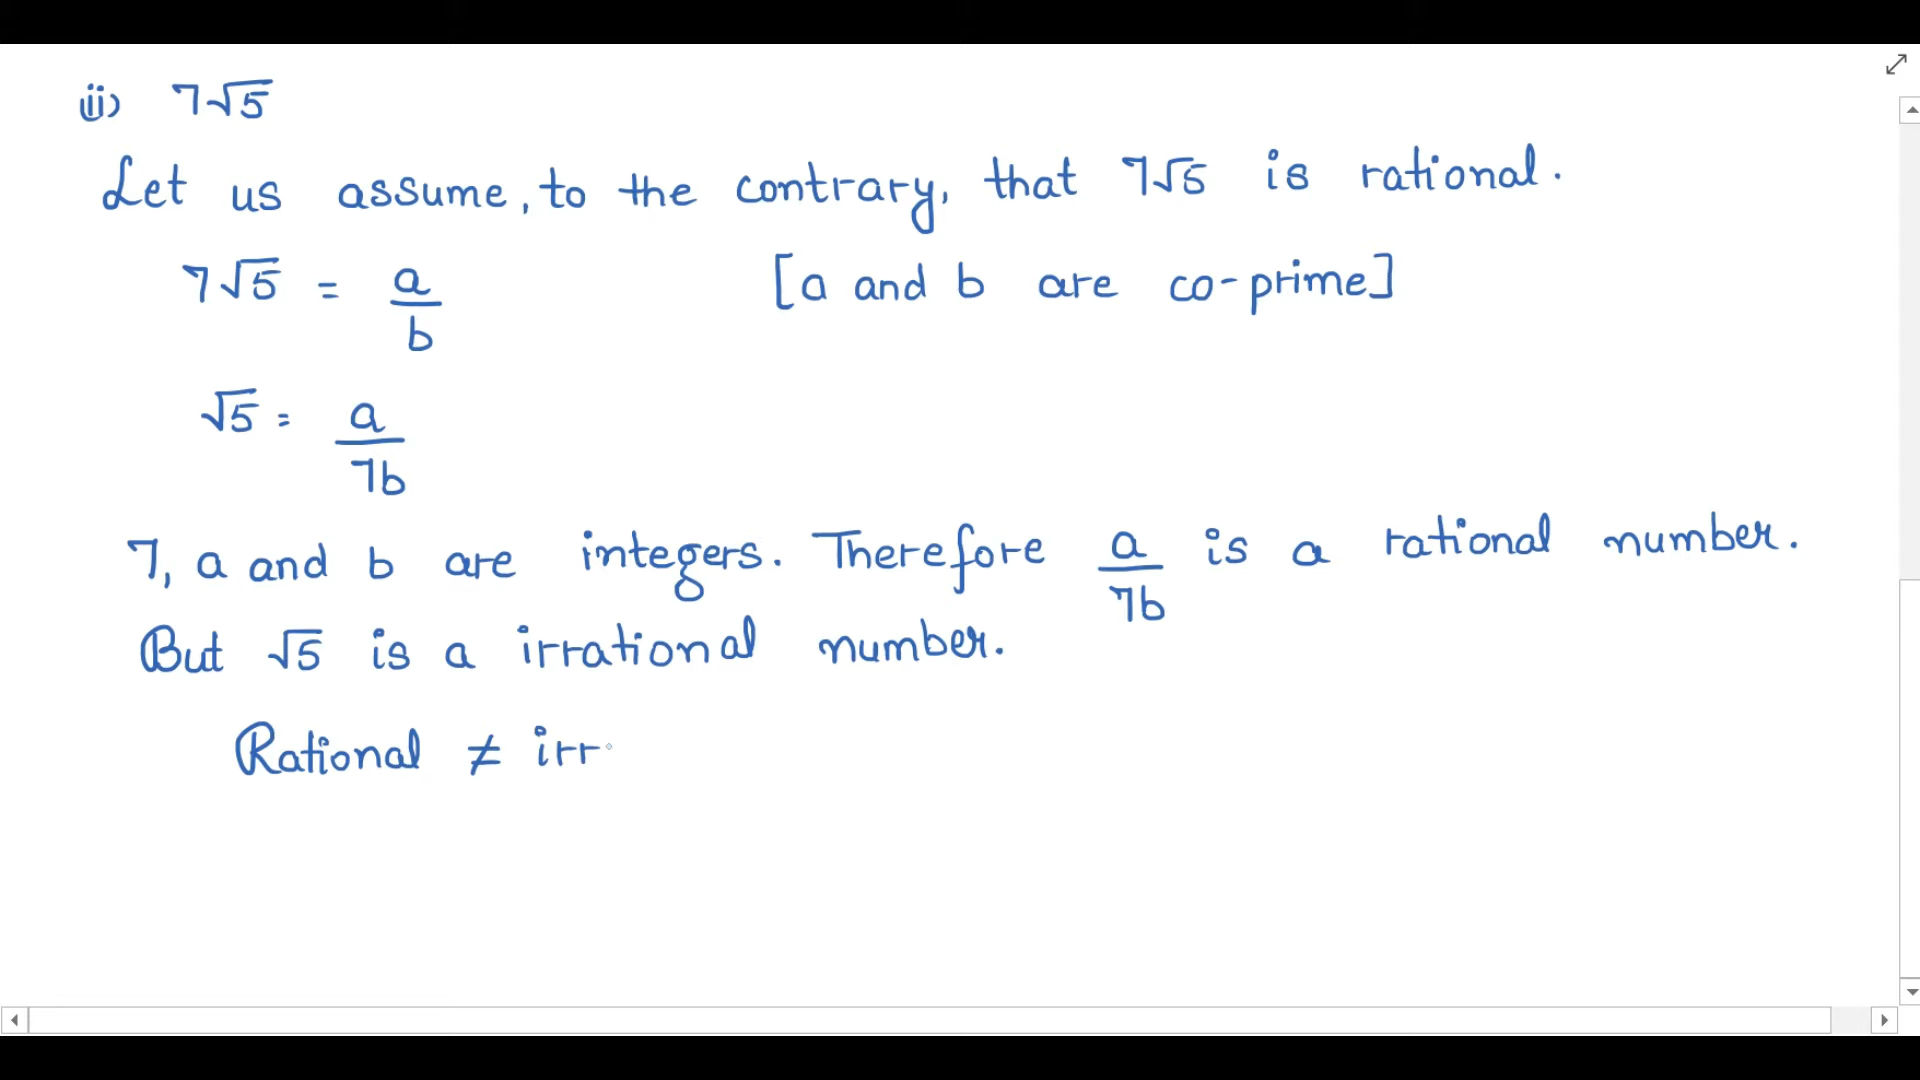 (ii) 7√5
Let us assume, to the contrary, that 7√5 is rational.
7√5 = a/b [a and b are co-prime]
√5 = a/7b
7, a and b are integers. Therefore a/7b is a rational number.
But √5 is a irrational number.
Rational ≠ irr